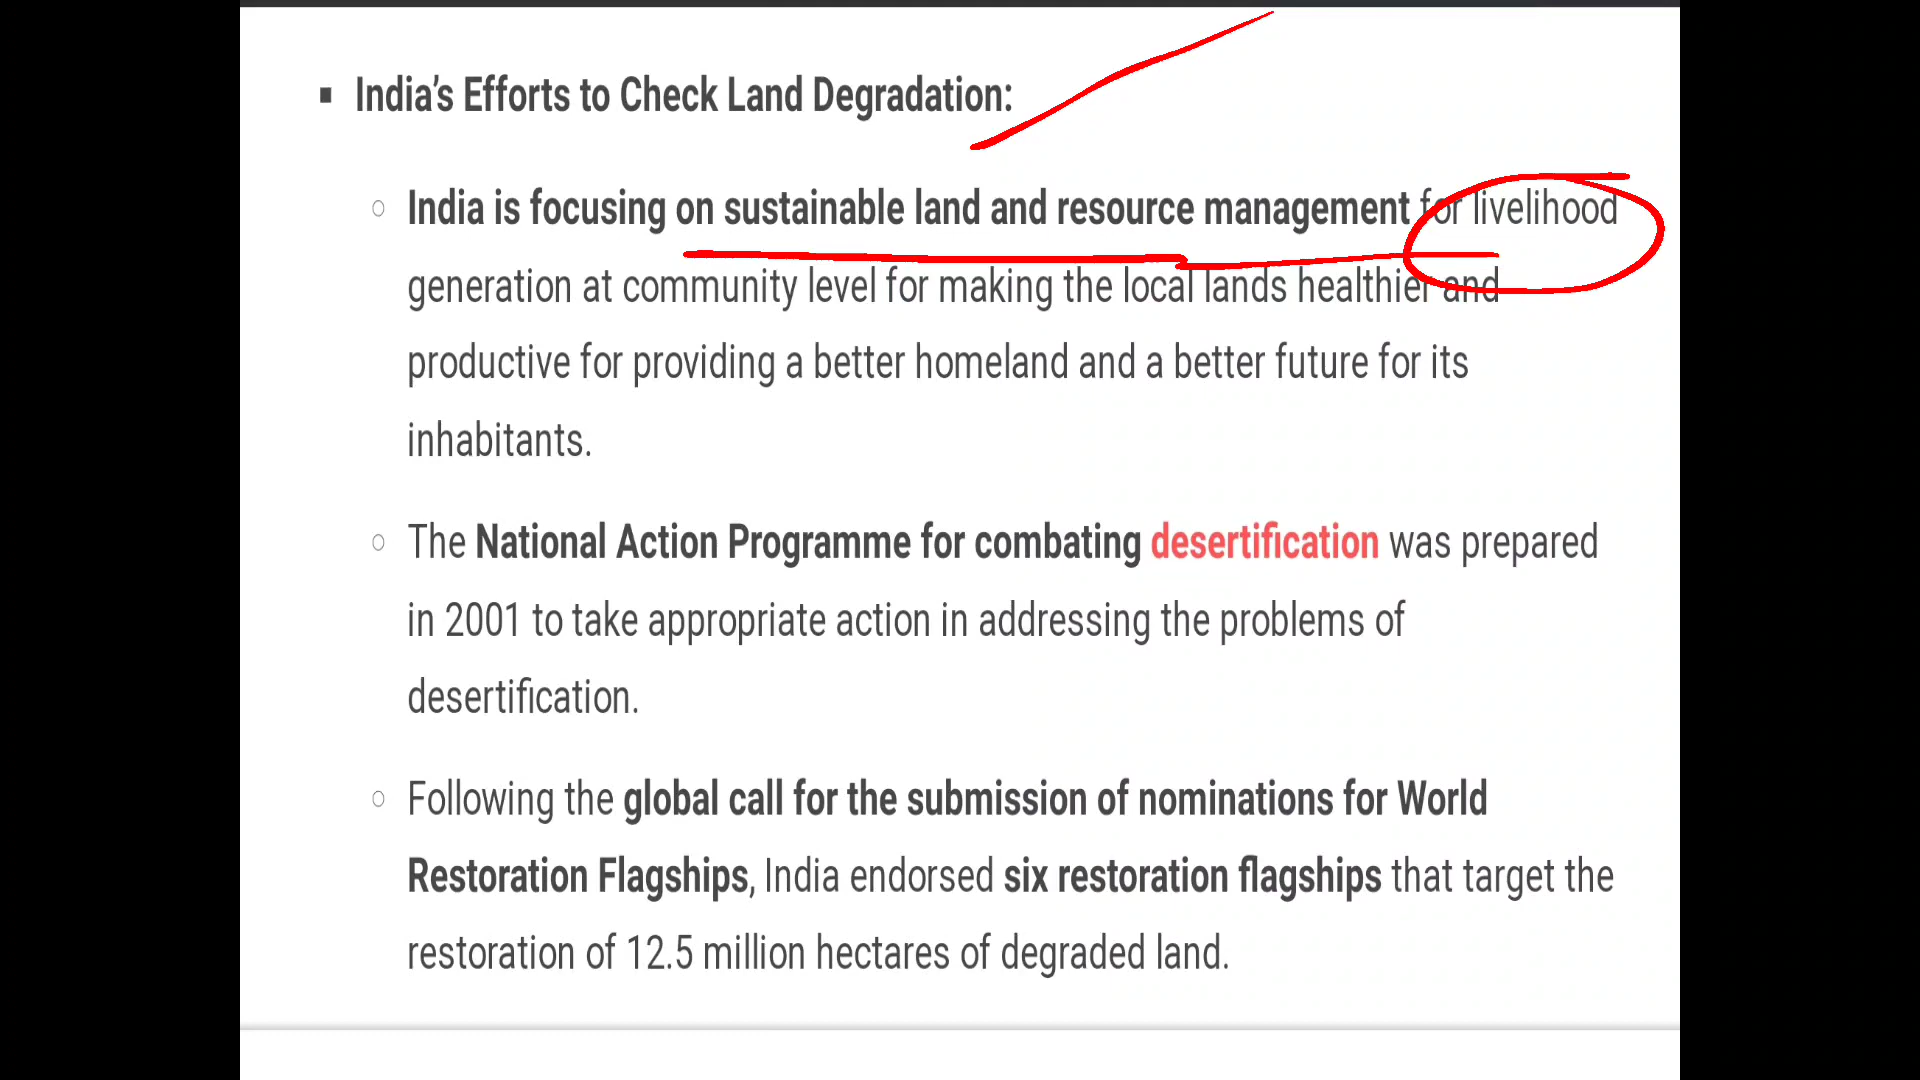 ▪ India's Efforts to Check Land Degradation:
○ India is focusing on sustainable land and resource management for livelihood
generation at community level for making the local lands healthier and
productive for providing a better homeland and a better future for its
inhabitants.
○ The National Action Programme for combating desertification was prepared
in 2001 to take appropriate action in addressing the problems of
desertification.
○ Following the global call for the submission of nominations for World
Restoration Flagships, India endorsed six restoration flagships that target the
restoration of 12.5 million hectares of degraded land.